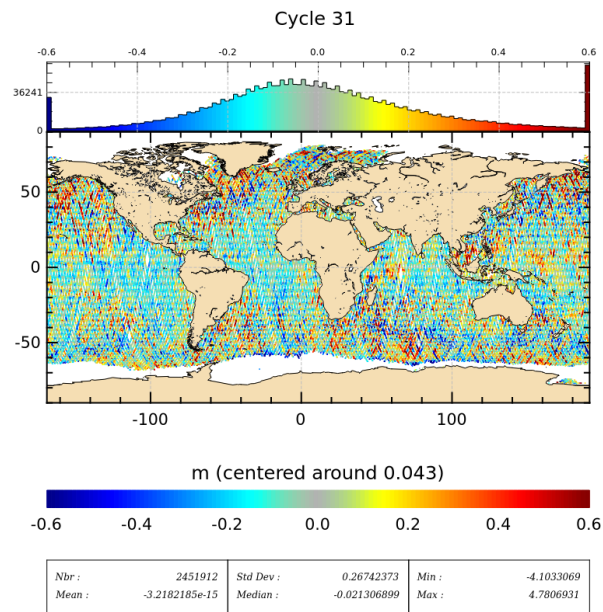 Cycle 31
-0.6 -0.4 -0.2 0.0 0.2 0.4 0.6
36241
0
50
0
-50
-100 0 100
m (centered around 0.043)
-0.6 -0.4 -0.2 0.0 0.2 0.4 0.6
Nbr : 2451912 Std Dev : 0.26742373 Min : -4.1033069
Mean : -3.2182185e-15 Median : -0.021306899 Max : 4.7806931